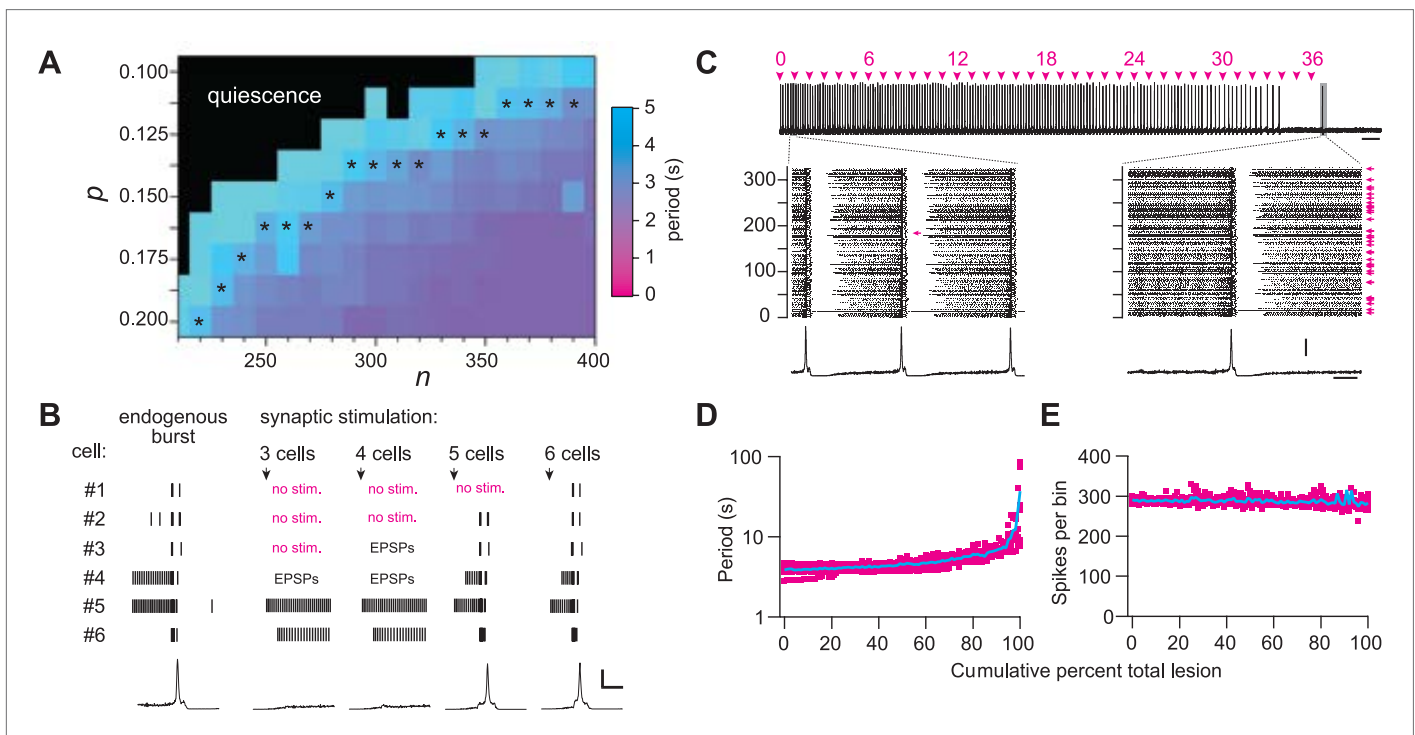 A
0.100
0.125
0.150
0.175
0.200
p
quiescence
* * * *
* * *
* * * *
*
* * *
*
*
*
250 300 350 400
n
5
4
3
2
1
0
period (s)
B
endogenous burst
synaptic stimulation:
cell:
3 cells 4 cells 5 cells 6 cells
#1 no stim. no stim. no stim.
#2 no stim. no stim.
#3 no stim. EPSPs
#4 EPSPs EPSPs
#5
#6
C
0 6 12 18 24 30 36
300
200
100
0
D
Period (s)
100
10
1
0 20 40 60 80 100
E
Spikes per bin
400
300
200
100
0
0 20 40 60 80 100
Cumulative percent total lesion